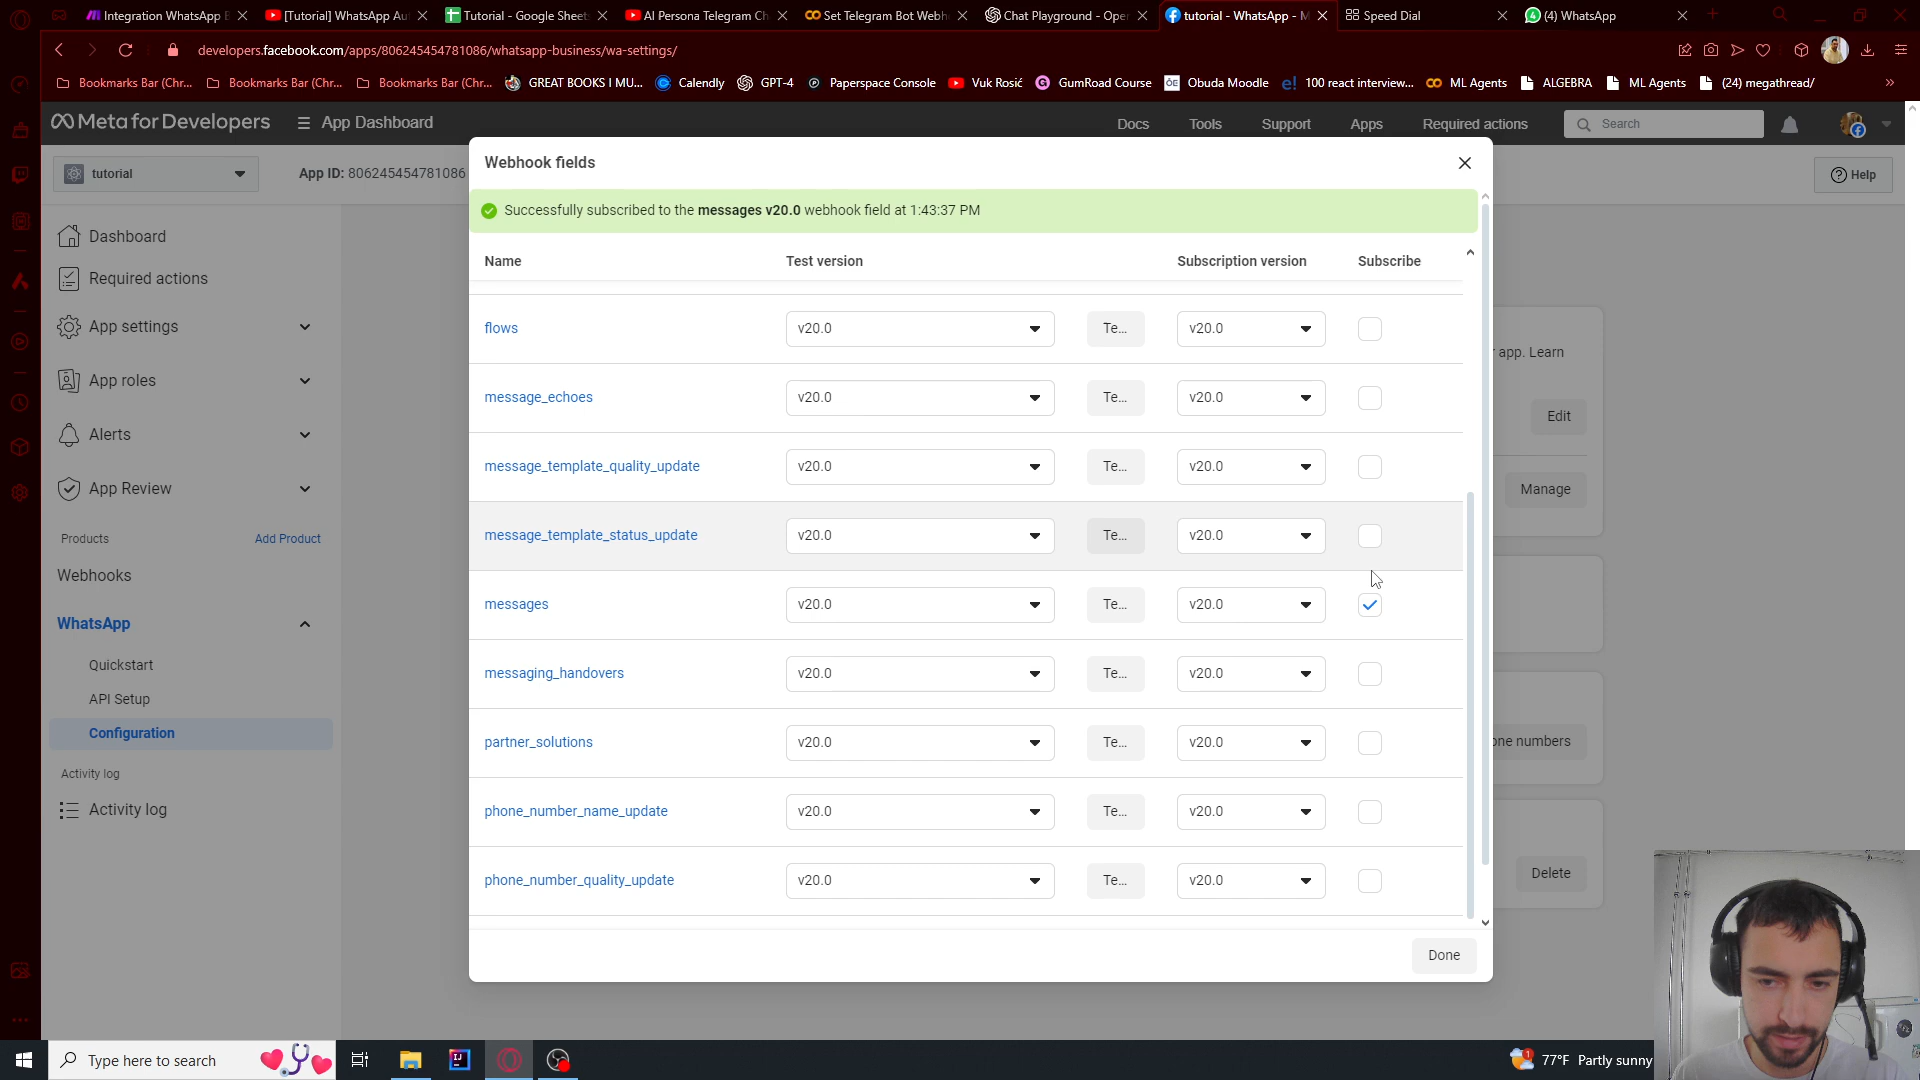 Integration WhatsApp B
[Tutorial] WhatsApp Au
Tutorial - Google Sheet
AI Persona Telegram Ch
Set Telegram Bot Webh
Chat Playground - Open
tutorial - WhatsApp - M
Speed Dial
(4) WhatsApp
developers.facebook.com/apps/806245454781086/whatsapp-business/wa-settings/
Bookmarks Bar (Chr...
Bookmarks Bar (Chr...
Bookmarks Bar (Chr...
GREAT BOOKS I MU...
Calendly
GPT-4
Paperspace Console
Vuk Rosić
GumRoad Course
Obuda Moodle
100 react interview...
ML Agents
ALGEBRA
ML Agents
(24) megathread/
Meta for Developers
App Dashboard
Docs
Tools
Support
Apps
Required actions
Search
tutorial
App ID: 806245454781086
Help
Webhook fields
Successfully subscribed to the messages v20.0 webhook field at 1:43:37 PM
Name
Test version
Subscription version
Subscribe
flows v20.0 Te... v20.0
message_echoes v20.0 Te... v20.0
message_template_quality_update v20.0 Te... v20.0
message_template_status_update v20.0 Te... v20.0
messages v20.0 Te... v20.0
messaging_handovers v20.0 Te... v20.0
partner_solutions v20.0 Te... v20.0
phone_number_name_update v20.0 Te... v20.0
phone_number_quality_update v20.0 Te... v20.0
Done
Dashboard
Required actions
App settings
App roles
Alerts
App Review
Products
Add Product
Webhooks
WhatsApp
Quickstart
API Setup
Configuration
Activity log
Activity log
app. Learn
Edit
Manage
one numbers
Delete
Type here to search
77°F Partly sunny